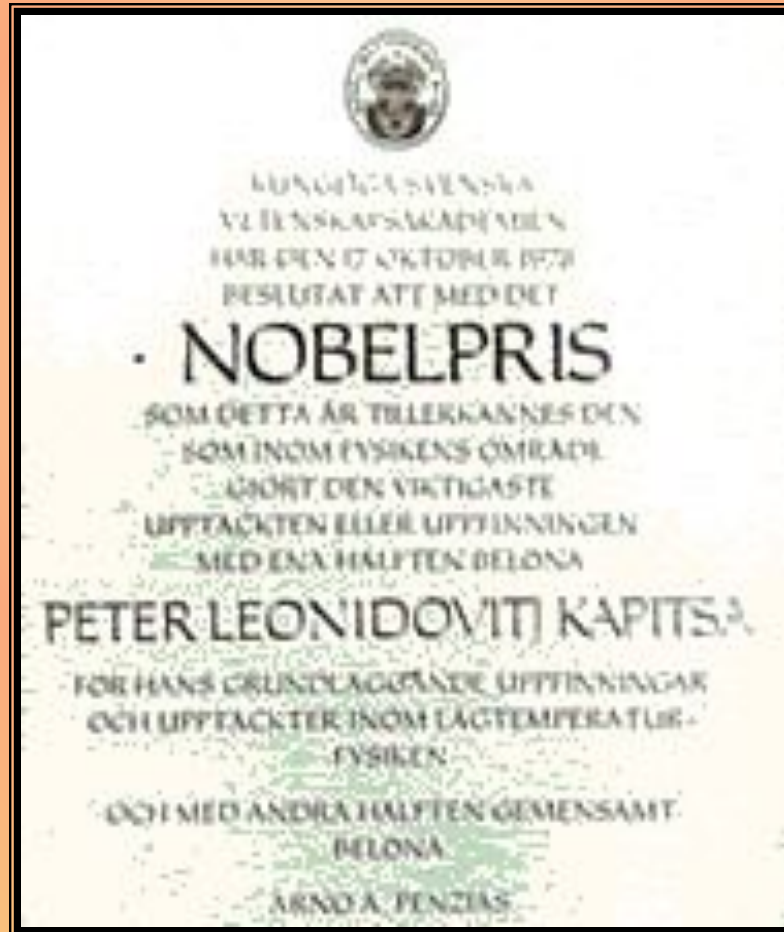 KUNGLIGA SVENSKA
VETENSKAPSAKADEMIEN
HAR DEN 17 OKTOBER 1978
BESLUTAT ATT MED DET
NOBELPRIS
SOM DETTA ÅR TILLERKÄNNES DEN
SOM INOM FYSIKENS OMRÅDE
GJORT DEN VIKTIGASTE
UPPTÄCKTEN ELLER UPPFINNINGEN
MED ENA HÄLFTEN BELÖNA
PETER LEONIDOVITJ KAPITSA
FÖR HANS GRUNDLÄGGANDE UPPFINNINGAR
OCH UPPTÄCKTER INOM LÅGTEMPERATUR-
FYSIKEN
OCH MED ANDRA HÄLFTEN GEMENSAMT
BELÖNA
ARNO A. PENZIAS